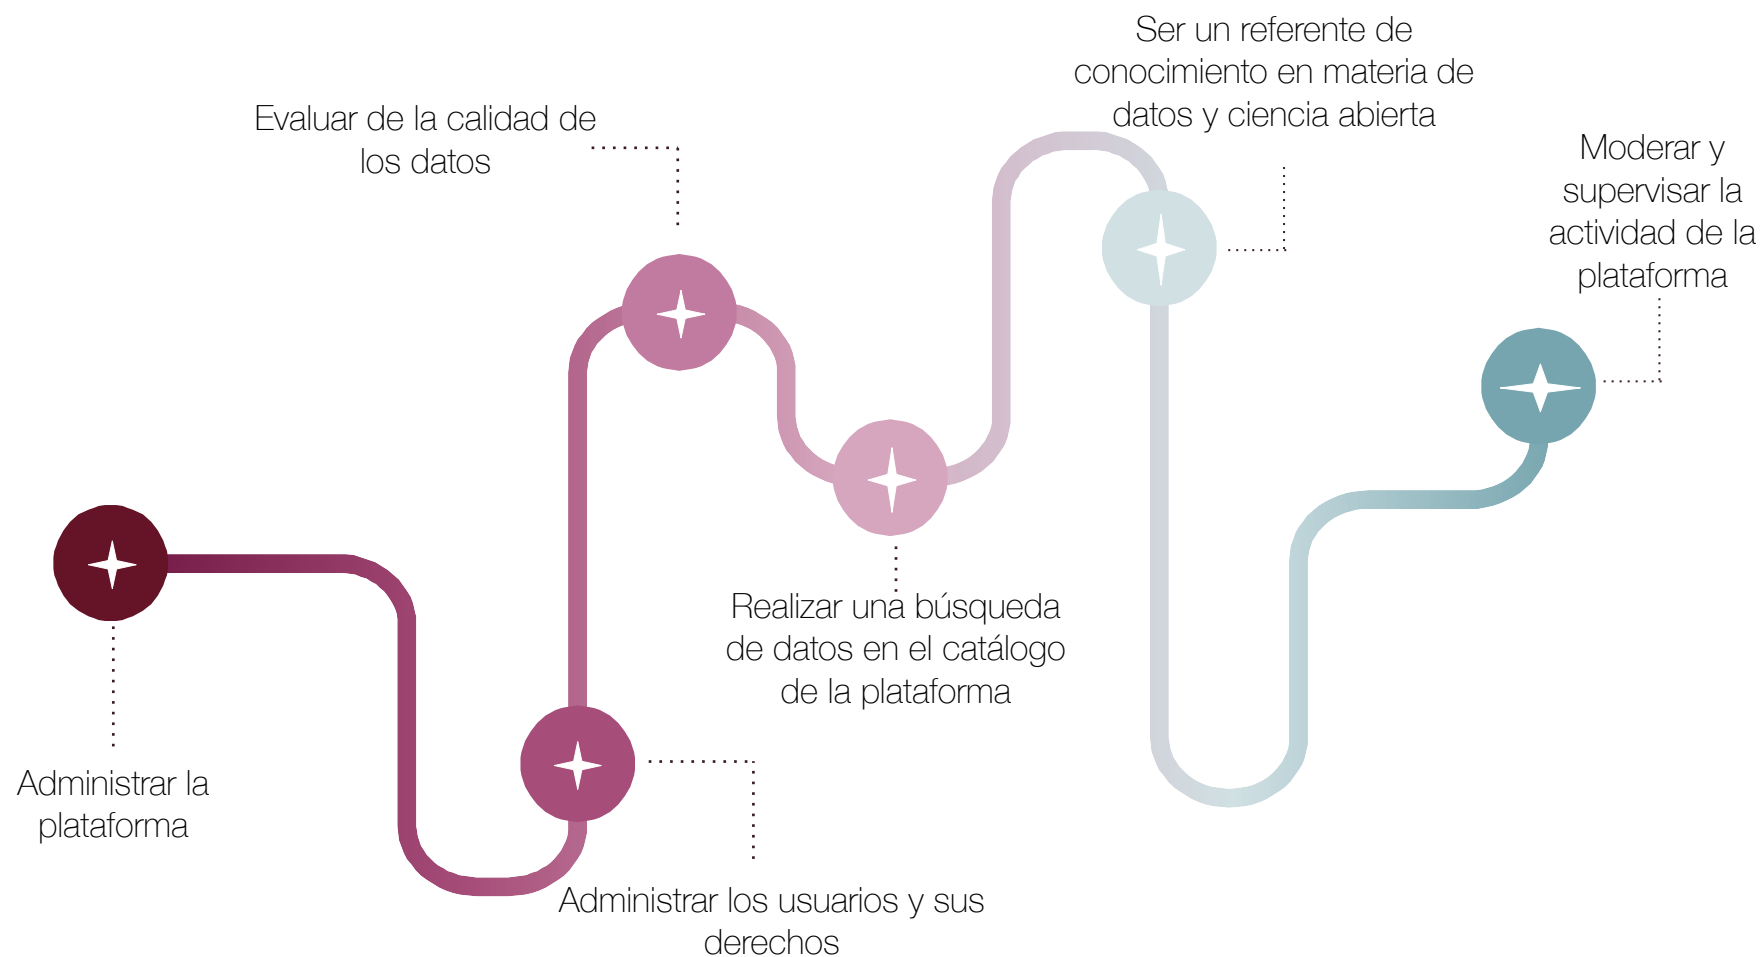 Ser un referente de
conocimiento en materia de
datos y ciencia abierta
Evaluar de la calidad de
los datos
Moderar y
supervisar la
actividad de la
plataforma
Realizar una búsqueda
de datos en el catálogo
de la plataforma
Administrar la
plataforma
Administrar los usuarios y sus
derechos